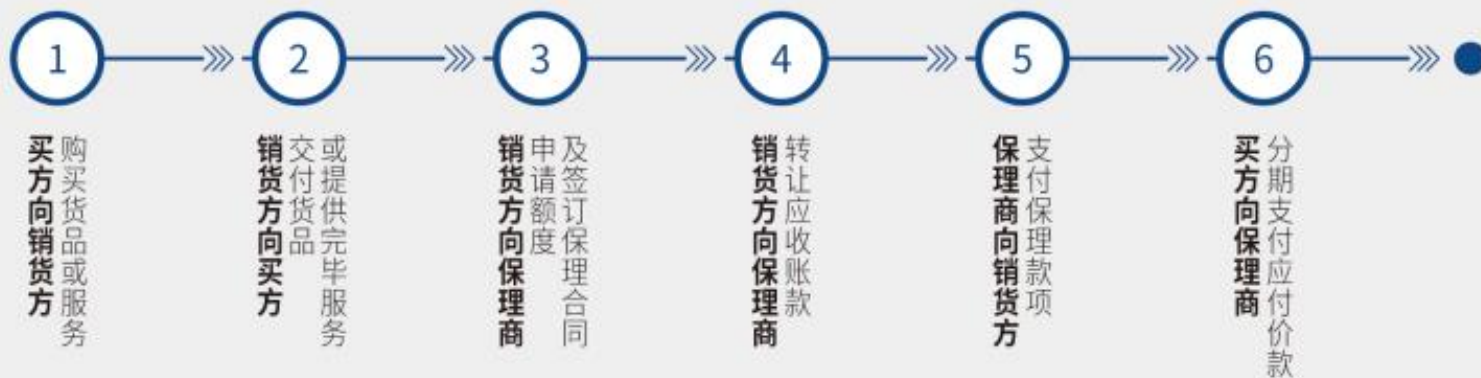 1
买方向销货方
购买货品或服务
2
销货方向买方
交付货品
或提供完毕服务
3
销货方向保理商
申请额度
及签订保理合同
4
销货方向保理商
转让应收账款
5
保理商向销货方
支付保理款项
6
买方向保理商
分期支付应付价款